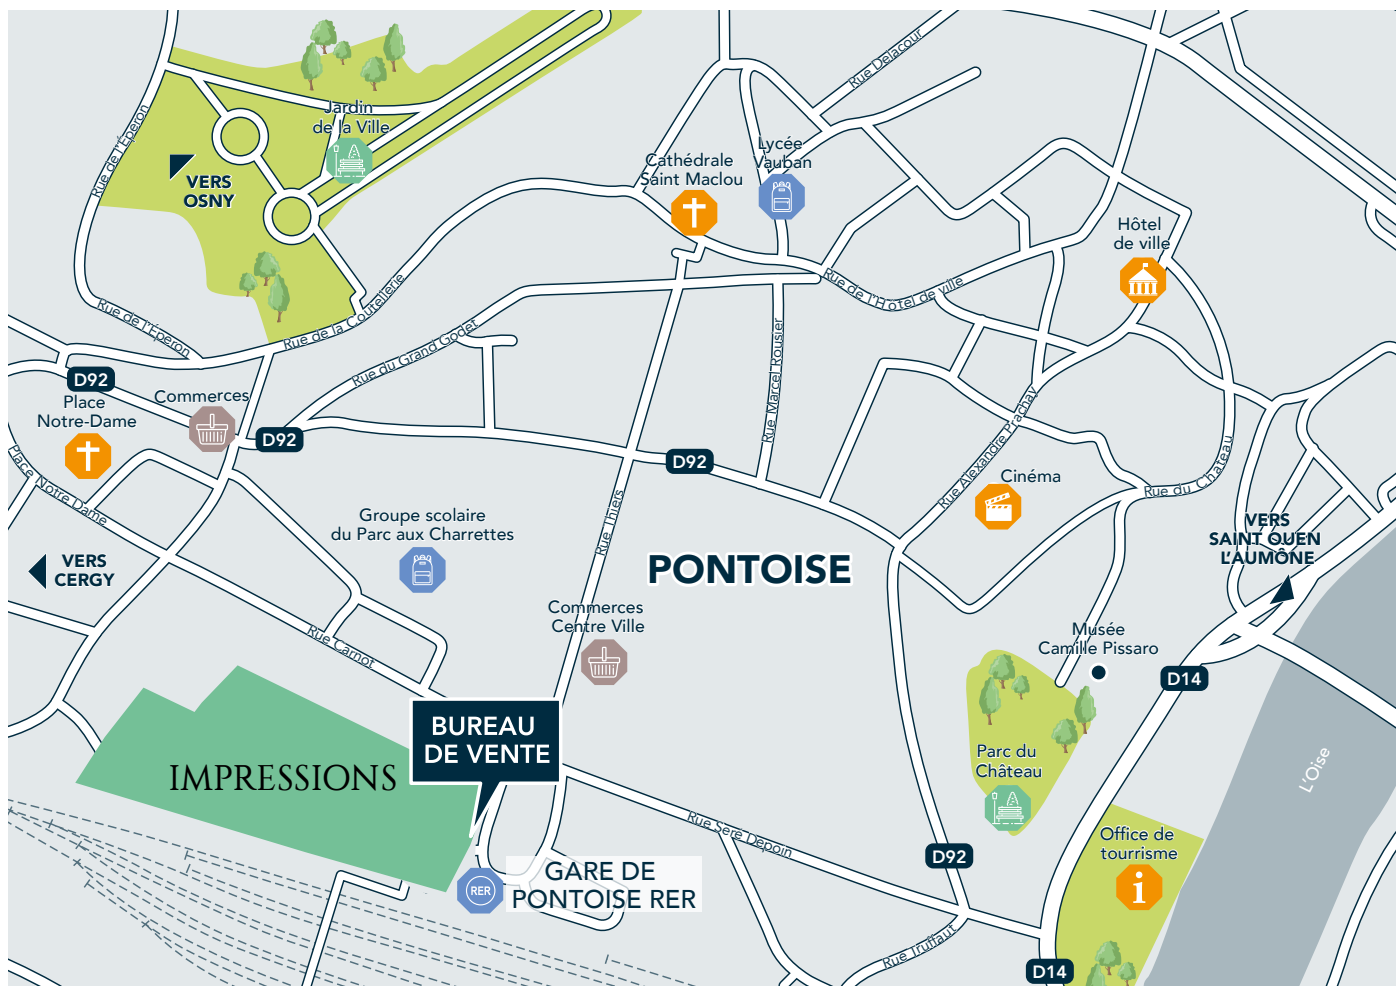 Rue Delacour
Rue de l'Éperon
Jardin
de la Ville
Lycée
Vauban
Cathédrale
Saint Maclou
VERS
OSNY
Hôtel
de ville
Rue de l'Hôtel de ville
Rue de la Coutellerie
Rue de l'Éperon
Rue du Grand Godet
Rue Marcel Rousier
D92
Place
Notre-Dame
Commerces
D92
D92
Rue Alexandre Prachay
Cinéma
Rue du Chateau
Place Notre Dame
Groupe scolaire
du Parc aux Charrettes
Rue Thiers
VERS
SAINT OUEN
L'AUMÔNE
VERS
CERGY
PONTOISE
Commerces
Centre Ville
Rue Carnot
Musée
Camille Pissaro
D14
BUREAU
DE VENTE
IMPRESSIONS
Parc du
Château
L'Oise
Rue Séré Depoin
Office de
tourrisme
i
D92
RER
GARE DE
PONTOISE RER
Rue Truffaut
D14